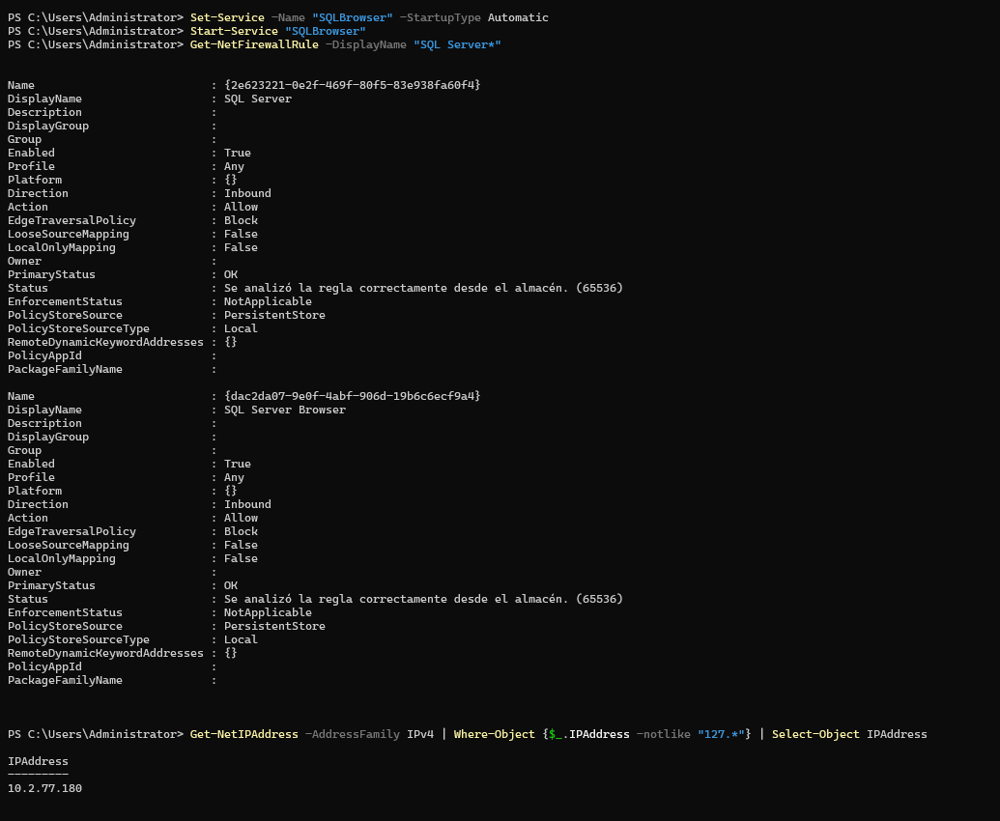 PS C:\Users\Administrator> Set-Service -Name "SQLBrowser" -StartupType Automatic
PS C:\Users\Administrator> Start-Service "SQLBrowser"
PS C:\Users\Administrator> Get-NetFirewallRule -DisplayName "SQL Server*"
Name : {2e623221-0e2f-469f-80f5-83e938fa60f4}
DisplayName : SQL Server
Description :
DisplayGroup :
Group :
Enabled : True
Profile : Any
Platform : {}
Direction : Inbound
Action : Allow
EdgeTraversalPolicy : Block
LooseSourceMapping : False
LocalOnlyMapping : False
Owner :
PrimaryStatus : OK
Status : Se analizó la regla correctamente desde el almacén. (65536)
EnforcementStatus : NotApplicable
PolicyStoreSource : PersistentStore
PolicyStoreSourceType : Local
RemoteDynamicKeywordAddresses : {}
PolicyAppId :
PackageFamilyName :
Name : {dac2da07-9e0f-4abf-906d-19b6c6ecf9a4}
DisplayName : SQL Server Browser
Description :
DisplayGroup :
Group :
Enabled : True
Profile : Any
Platform : {}
Direction : Inbound
Action : Allow
EdgeTraversalPolicy : Block
LooseSourceMapping : False
LocalOnlyMapping : False
Owner :
PrimaryStatus : OK
Status : Se analizó la regla correctamente desde el almacén. (65536)
EnforcementStatus : NotApplicable
PolicyStoreSource : PersistentStore
PolicyStoreSourceType : Local
RemoteDynamicKeywordAddresses : {}
PolicyAppId :
PackageFamilyName :
PS C:\Users\Administrator> Get-NetIPAddress -AddressFamily IPv4 | Where-Object {$_.IPAddress -notlike "127.*"} | Select-Object IPAddress
IPAddress
---------
10.2.77.180